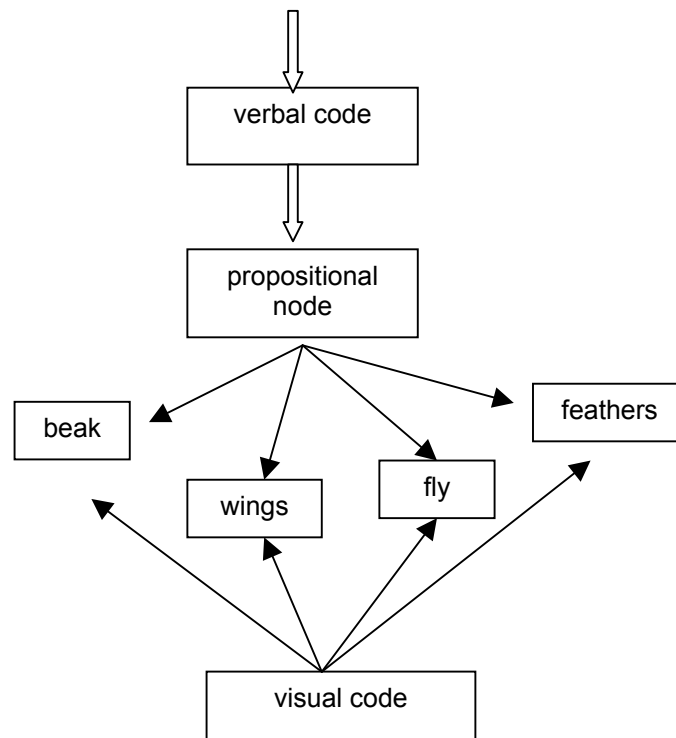 verbal code
propositional
node
beak
feathers
wings
fly
visual code